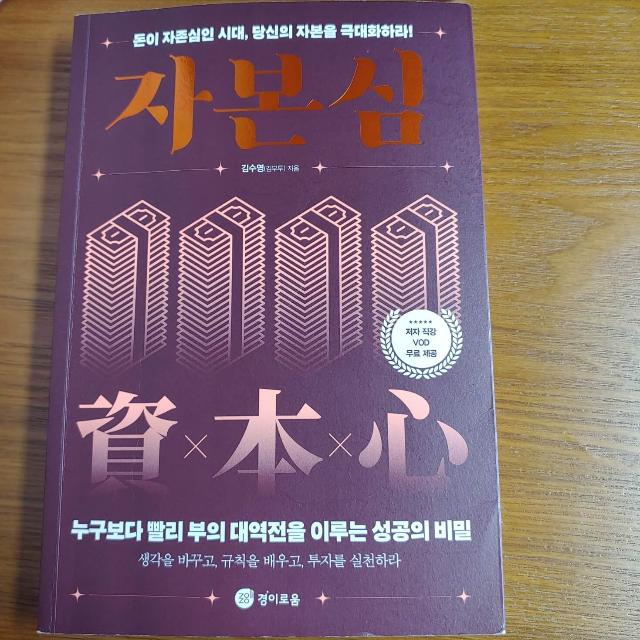 돈이 자존심인 시대, 당신의 자본을 극대화하라!
자본심
김수영(김부투) 지음
★★★★★
저자 직강
VOD
무료 제공
資×本×心
누구보다 빨리 부의 대역전을 이루는 성공의 비밀
생각을 바꾸고, 규칙을 배우고, 투자를 실천하라
경이로움